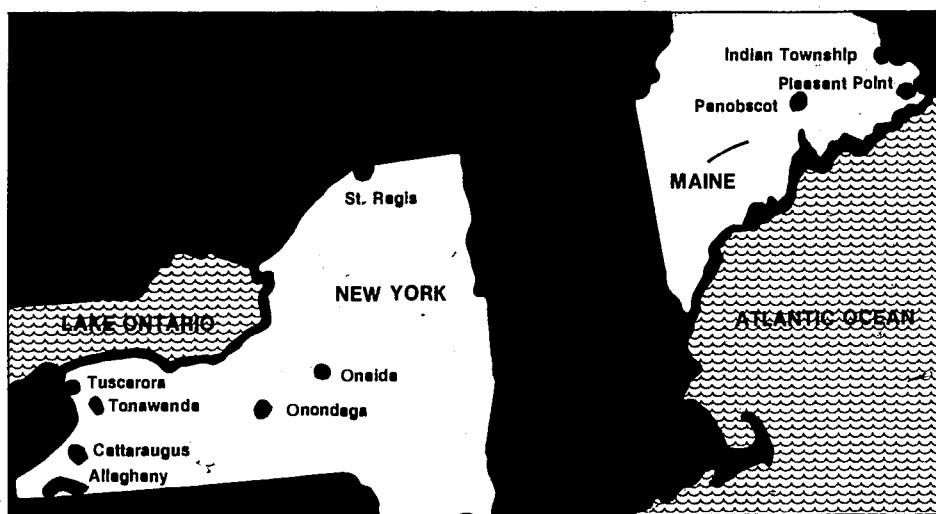 Indian Township
Pleasant Point
Penobscot
MAINE
St. Regis
NEW YORK
LAKE ONTARIO
ATLANTIC OCEAN
Oneida
Tuscarora
Tonawanda
Onondaga
Cattaraugus
Allegheny